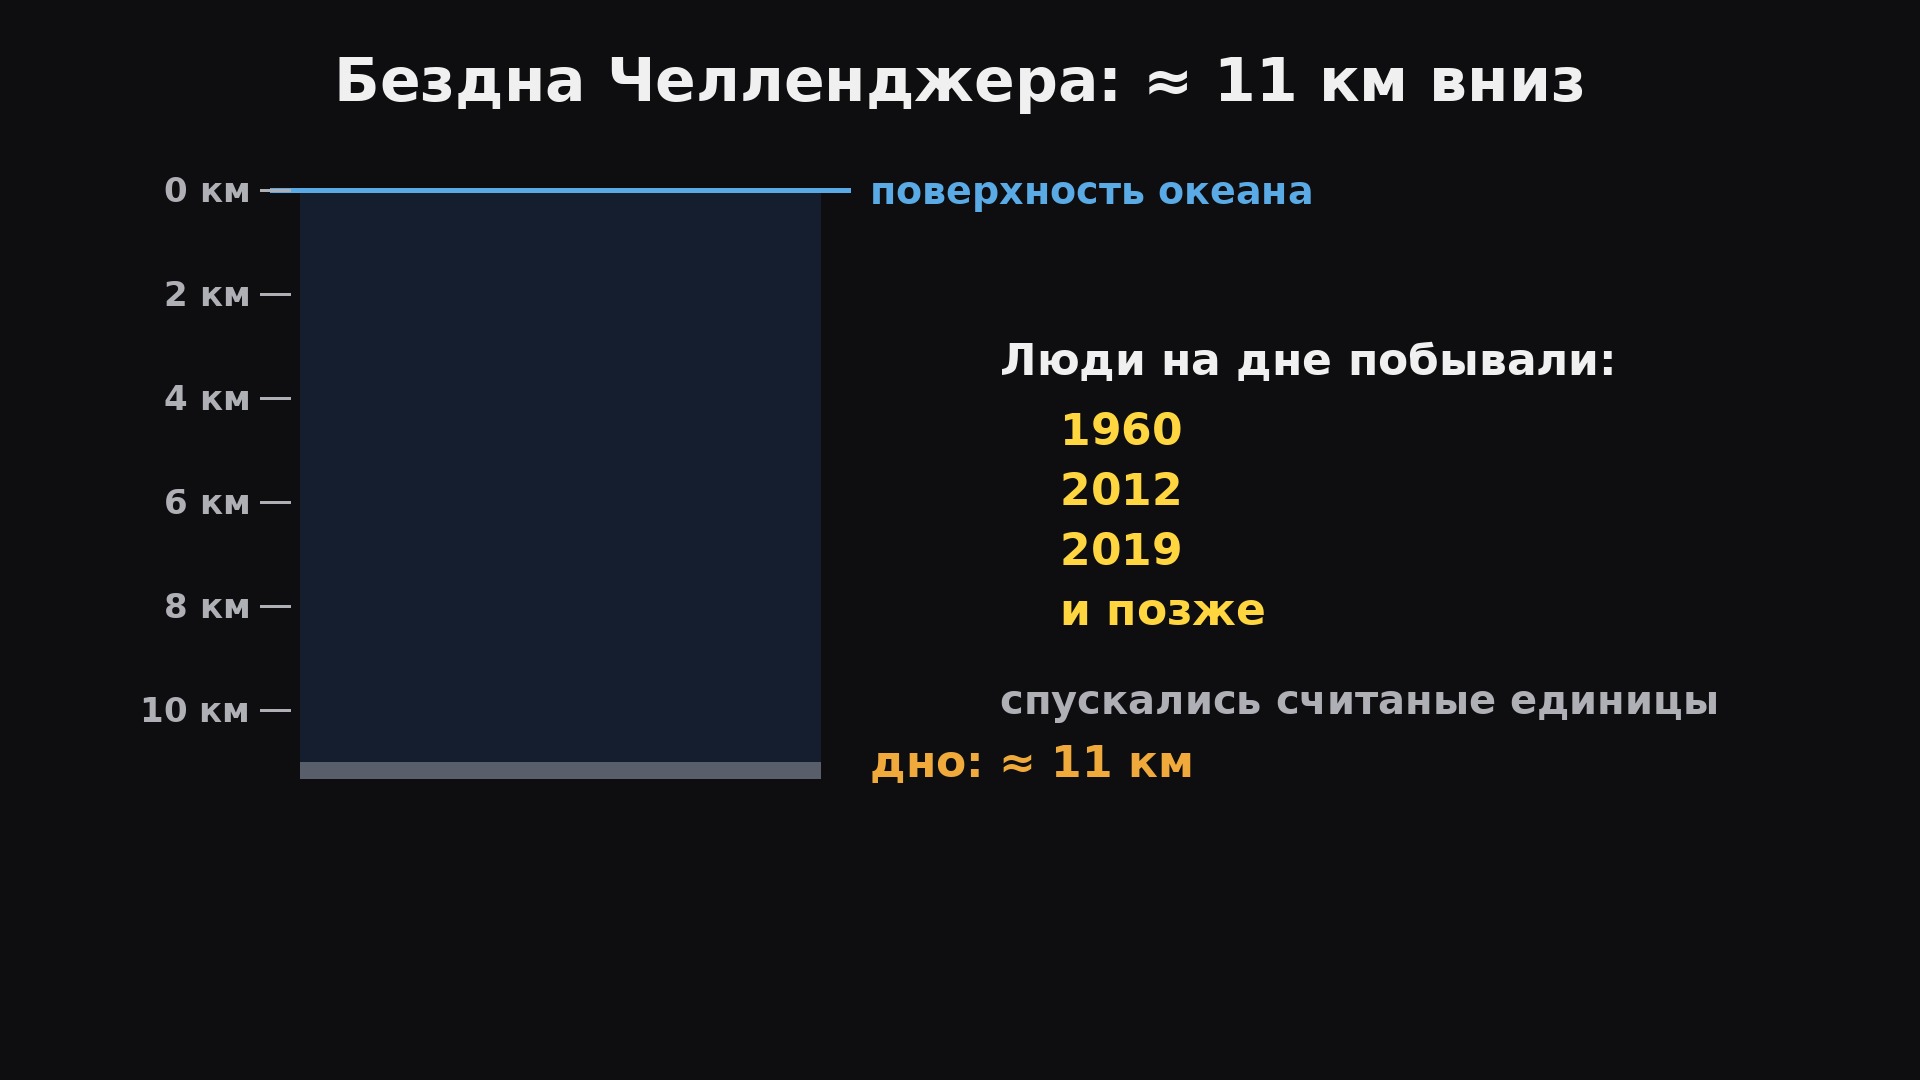 Бездна Челленджера: ≈ 11 км вниз
0 км
поверхность океана
2 км
4 км
6 км
8 км
10 км
Люди на дне побывали:
1960
2012
2019
и позже
спускались считаные единицы
дно: ≈ 11 км